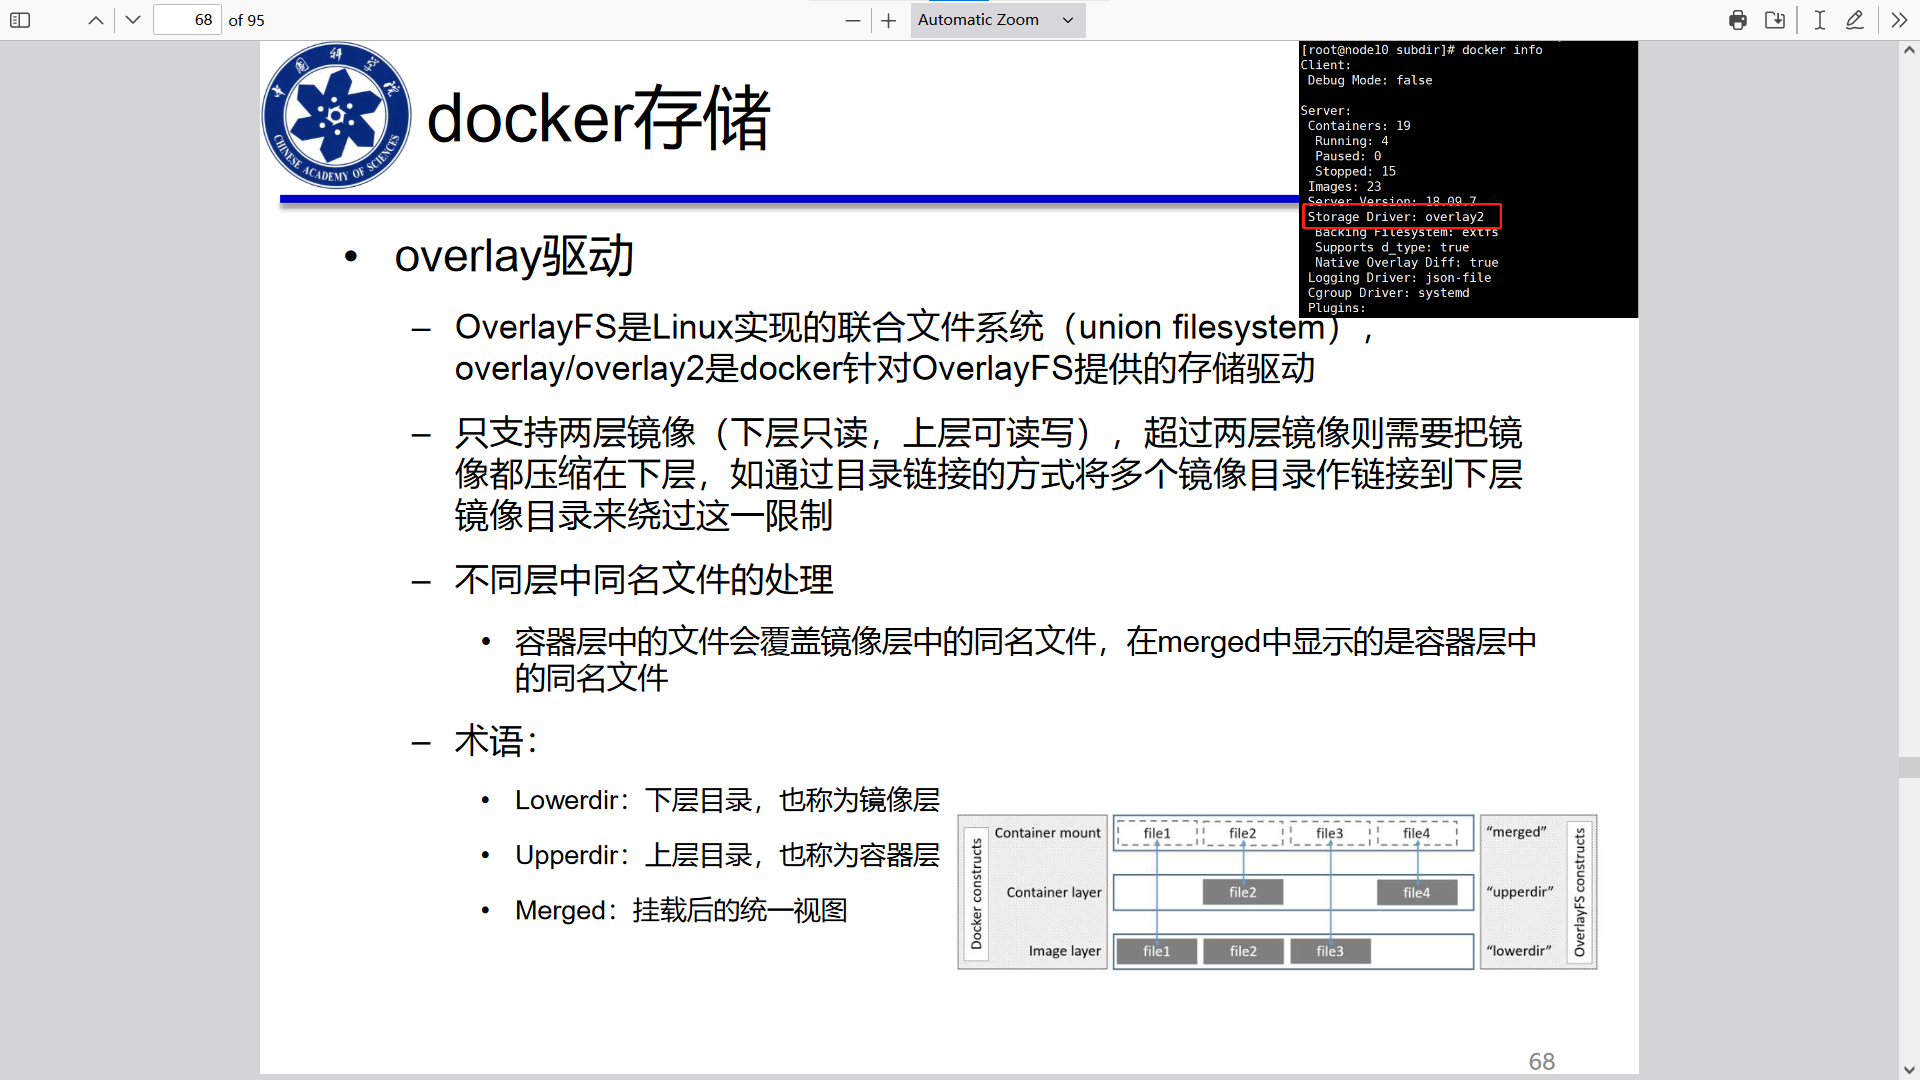 68 of 95
Automatic Zoom
中国科学院
CHINESE ACADEMY OF SCIENCES
docker存储
[root@node10 subdir]# docker info
Client:
Debug Mode: false
Server:
Containers: 19
Running: 4
Paused: 0
Stopped: 15
Images: 23
Server Version: 18.09.7
Storage Driver: overlay2
Backing Filesystem: extfs
Supports d_type: true
Native Overlay Diff: true
Logging Driver: json-file
Cgroup Driver: systemd
Plugins:
• overlay驱动
– OverlayFS是Linux实现的联合文件系统（union filesystem），
overlay/overlay2是docker针对OverlayFS提供的存储驱动
– 只支持两层镜像（下层只读，上层可读写），超过两层镜像则需要把镜
像都压缩在下层，如通过目录链接的方式将多个镜像目录作链接到下层
镜像目录来绕过这一限制
– 不同层中同名文件的处理
• 容器层中的文件会覆盖镜像层中的同名文件，在merged中显示的是容器层中
的同名文件
– 术语：
• Lowerdir：下层目录，也称为镜像层
• Upperdir：上层目录，也称为容器层
• Merged：挂载后的统一视图
Docker constructs
Container mount file1 file2 file3 file4 “merged”
Container layer file2 file4 “upperdir”
Image layer file1 file2 file3 “lowerdir”
OverlayFS constructs
68